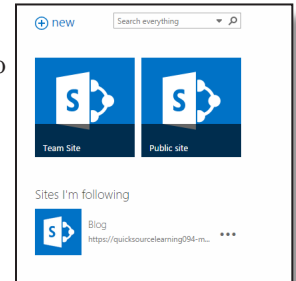 o
new
Search everything
S
S
Team Site
Public site
Sites I'm following
S
Blog
https://quicksourcelearning094-m...